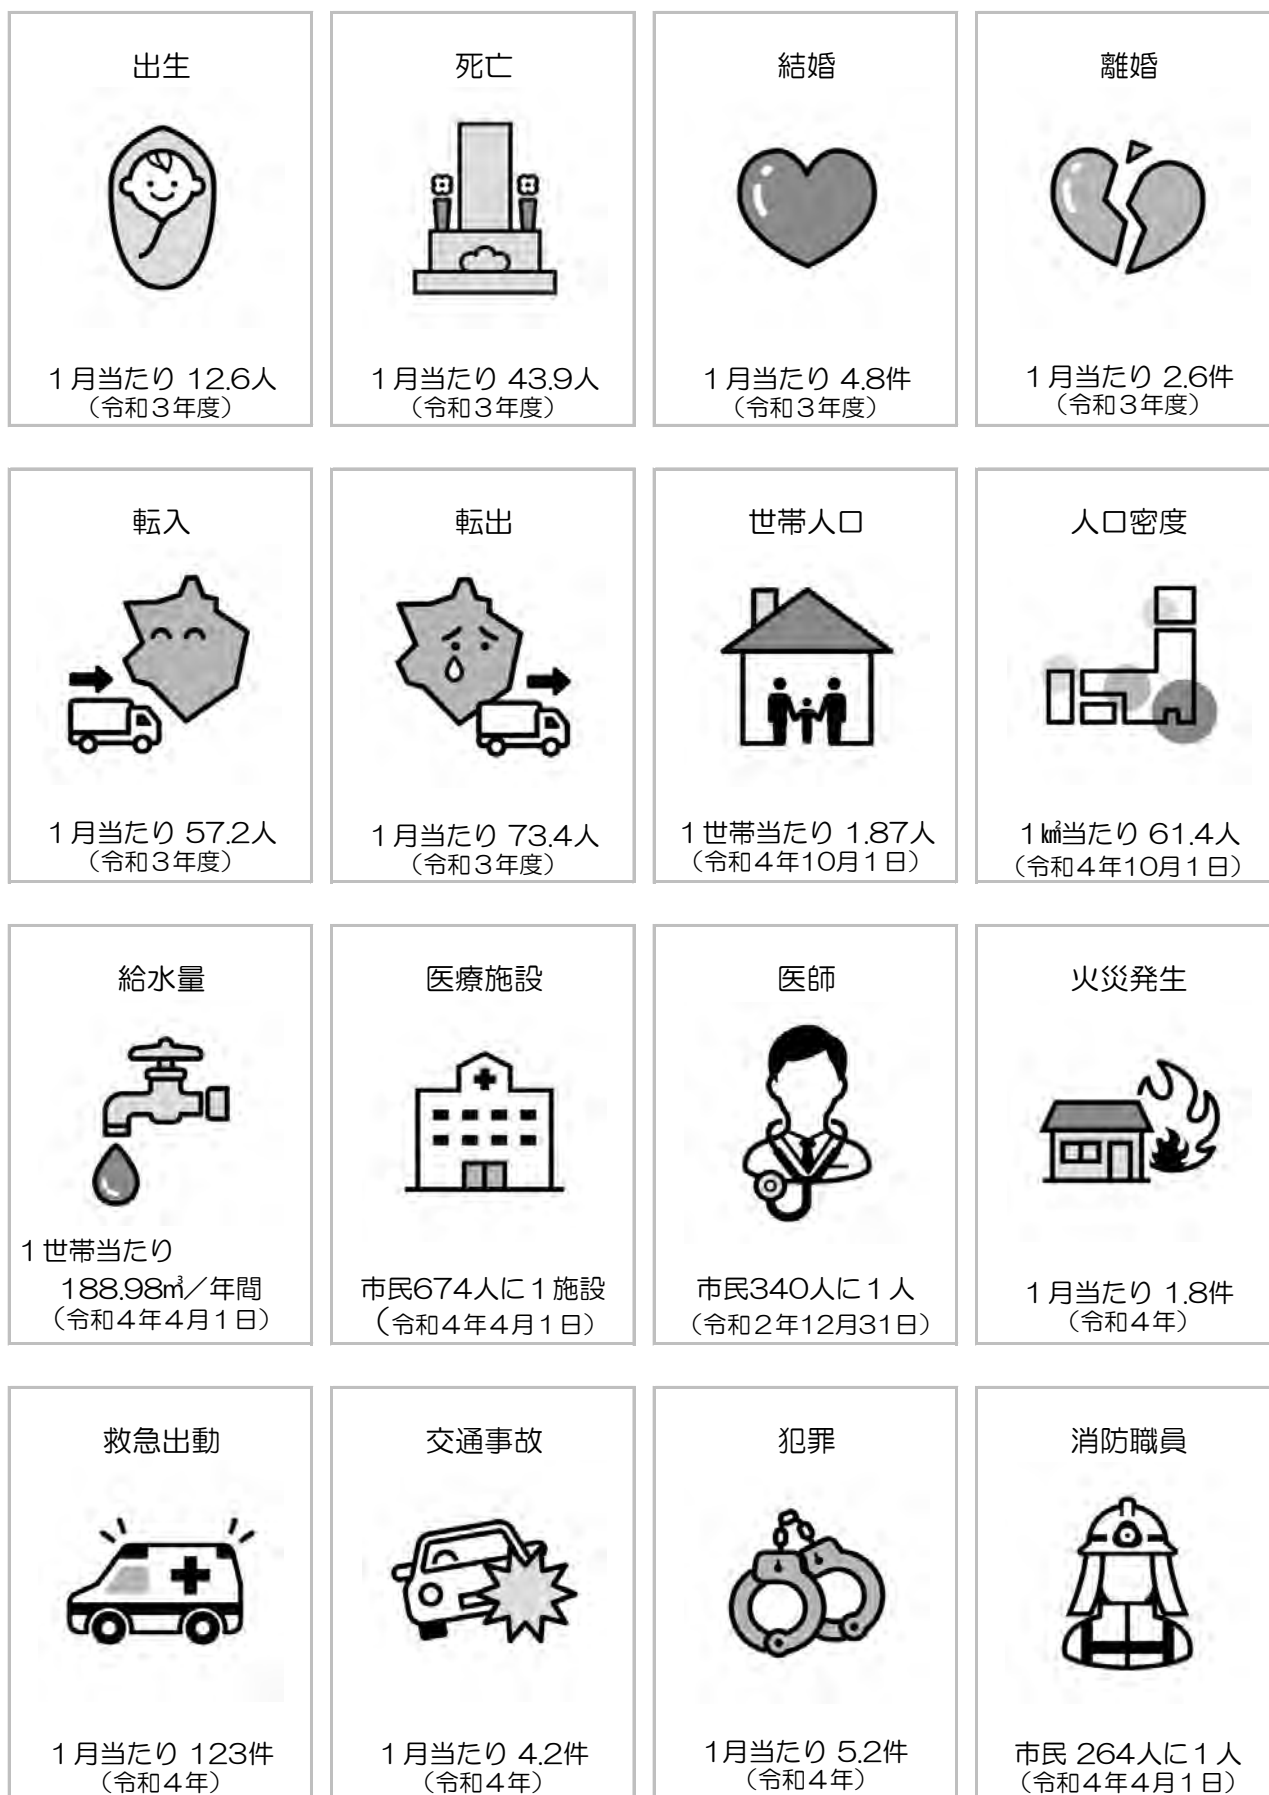 出生
1月当たり 12.6人
（令和3年度）
死亡
1月当たり 43.9人
（令和3年度）
結婚
1月当たり 4.8件
（令和3年度）
離婚
1月当たり 2.6件
（令和3年度）
転入
1月当たり 57.2人
（令和3年度）
転出
1月当たり 73.4人
（令和3年度）
世帯人口
1世帯当たり 1.87人
（令和4年10月1日）
人口密度
1㎢当たり 61.4人
（令和4年10月1日）
給水量
1世帯当たり
188.98㎥／年間
（令和4年4月1日）
医療施設
市民674人に1施設
（令和4年4月1日）
医師
市民340人に1人
（令和2年12月31日）
火災発生
1月当たり 1.8件
（令和4年）
救急出動
1月当たり 123件
（令和4年）
交通事故
1月当たり 4.2件
（令和4年）
犯罪
1月当たり 5.2件
（令和4年）
消防職員
市民 264人に1人
（令和4年4月1日）